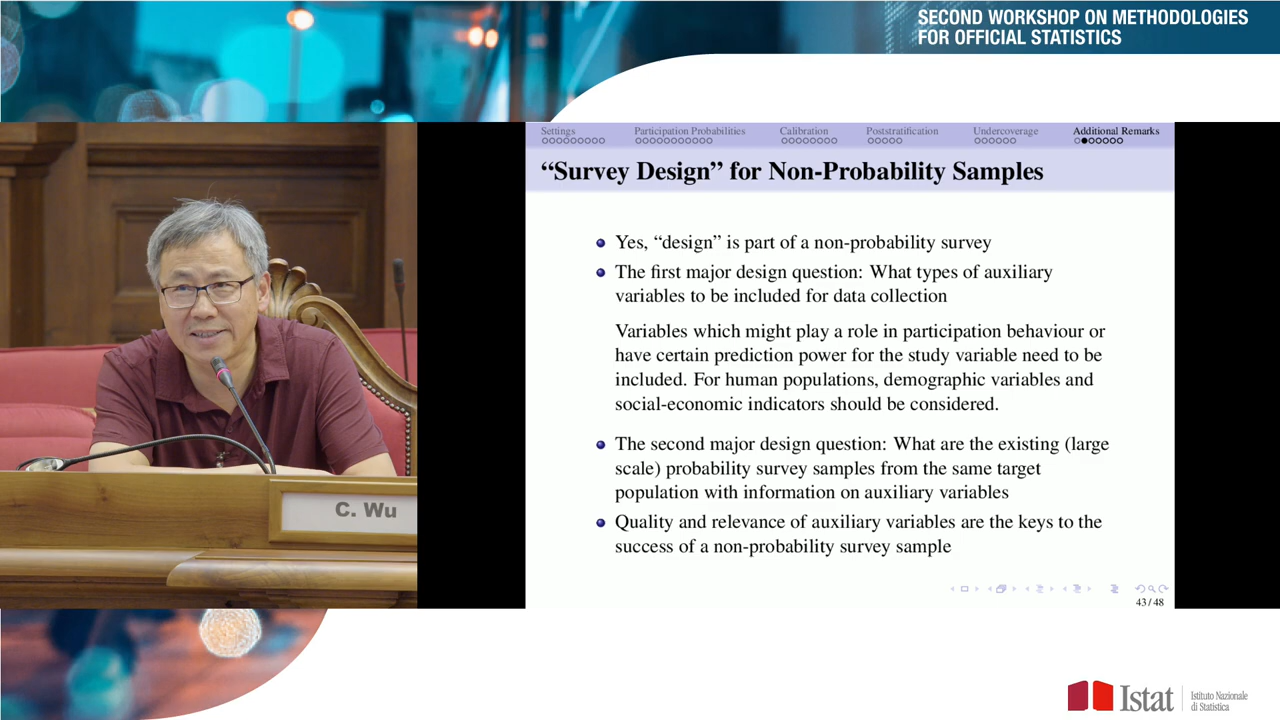 SECOND WORKSHOP ON METHODOLOGIES
FOR OFFICIAL STATISTICS
Settings
Participation Probabilities
Calibration
Poststratification
Undercoverage
Additional Remarks
“Survey Design” for Non-Probability Samples
Yes, “design” is part of a non-probability survey
The first major design question: What types of auxiliary
variables to be included for data collection
Variables which might play a role in participation behaviour or
have certain prediction power for the study variable need to be
included. For human populations, demographic variables and
social-economic indicators should be considered.
The second major design question: What are the existing (large
scale) probability survey samples from the same target
population with information on auxiliary variables
Quality and relevance of auxiliary variables are the keys to the
success of a non-probability survey sample
43 / 48
C. Wu
Istat
Istituto Nazionale
di Statistica